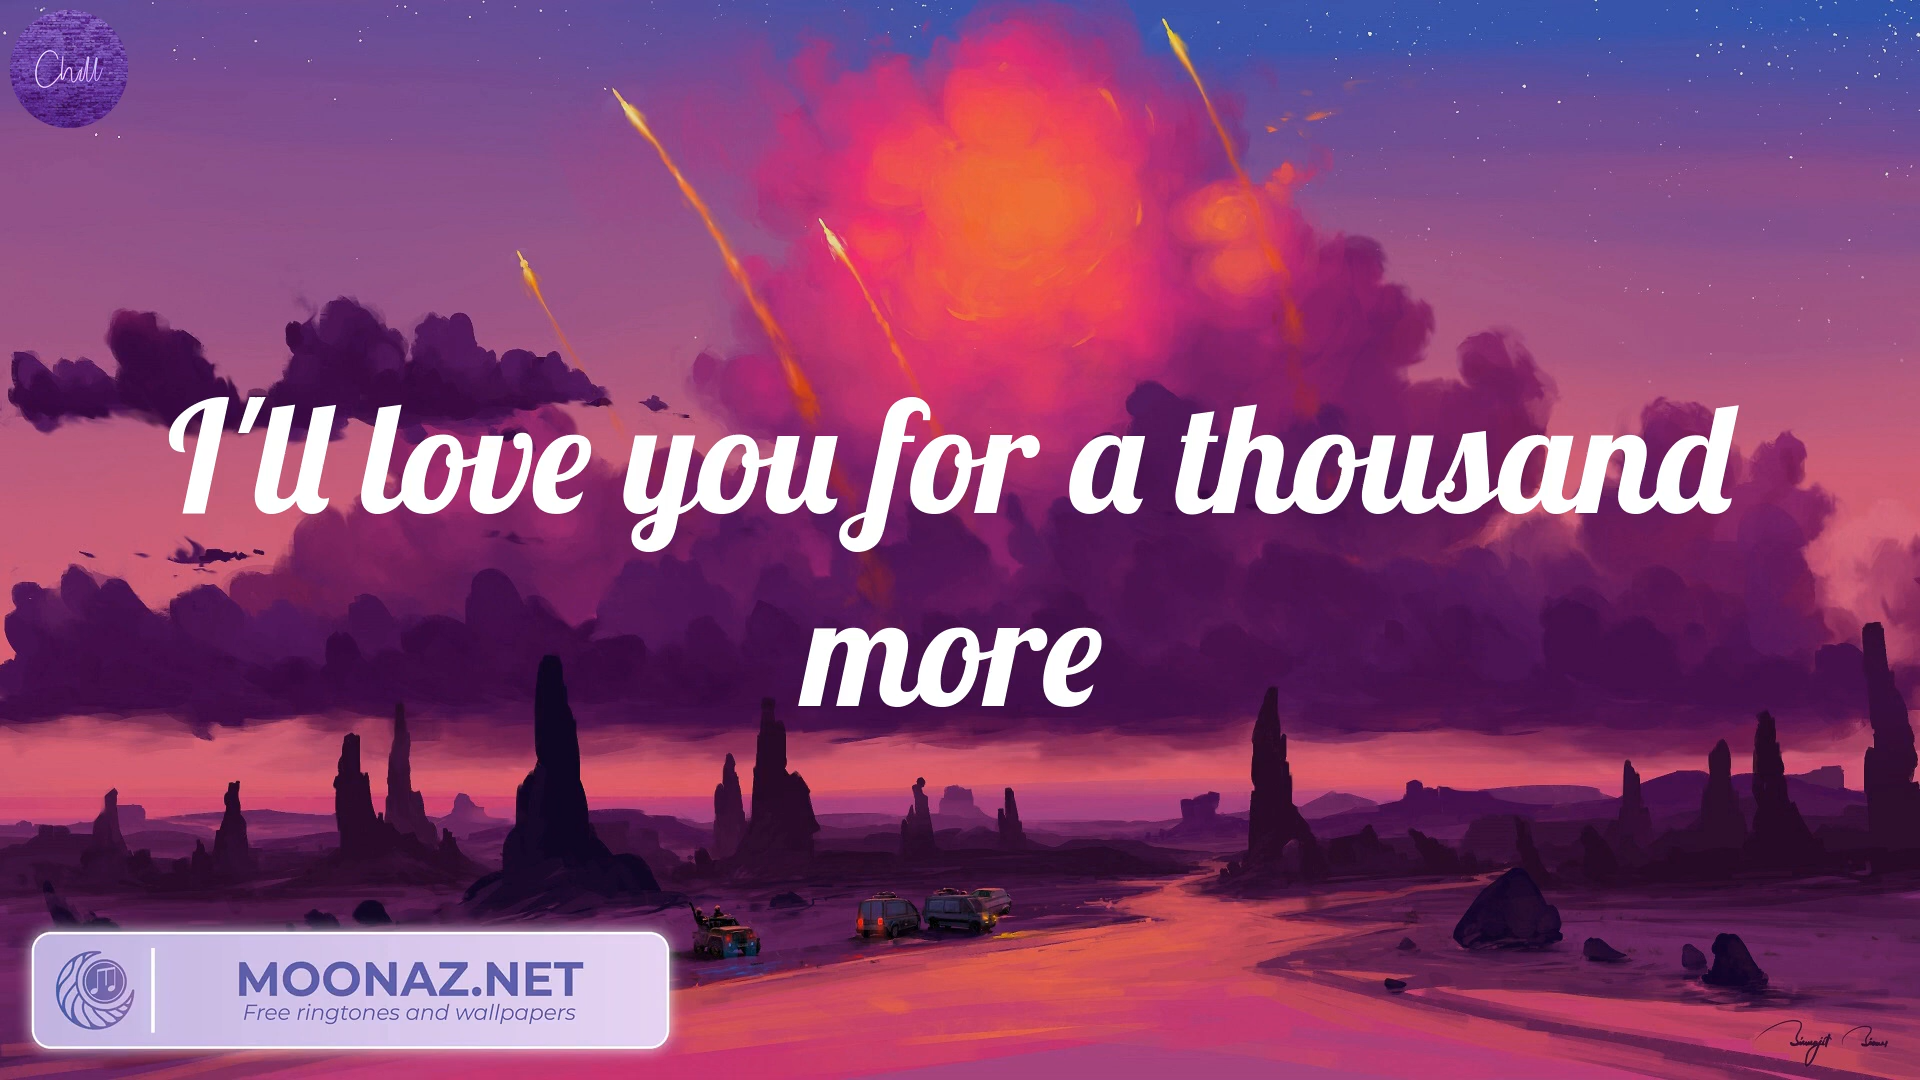 Chill
I'll love you for a thousand
more
MOONAZ.NET
Free ringtones and wallpapers